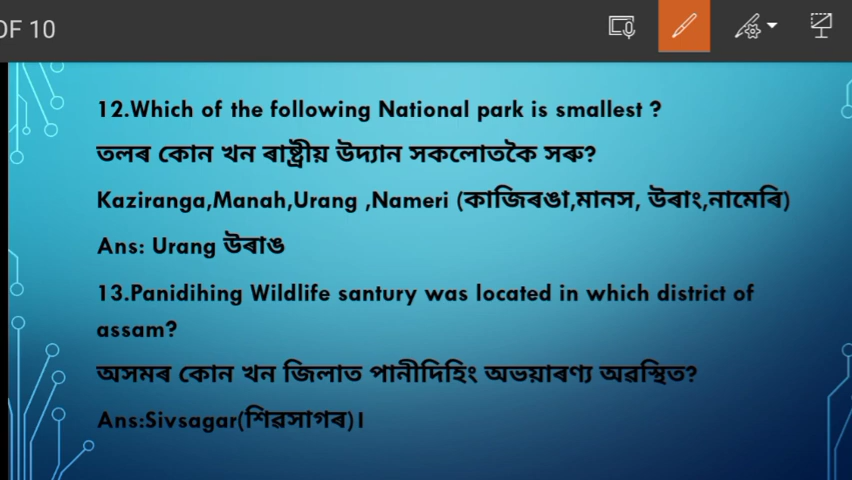 OF 10
12.Which of the following National park is smallest ?
তলৰ কোন খন ৰাষ্ট্ৰীয় উদ্যান সকলোতকৈ সৰু?
Kaziranga,Manah,Urang ,Nameri (কাজিৰঙা,মানস, উৰাং,নামেৰি)
Ans: Urang উৰাঙ
13.Panidihing Wildlife santury was located in which district of
assam?
অসমৰ কোন খন জিলাত পানীদিহিং অভয়াৰণ্য অৱস্থিত?
Ans:Sivsagar(শিৱসাগৰ)।